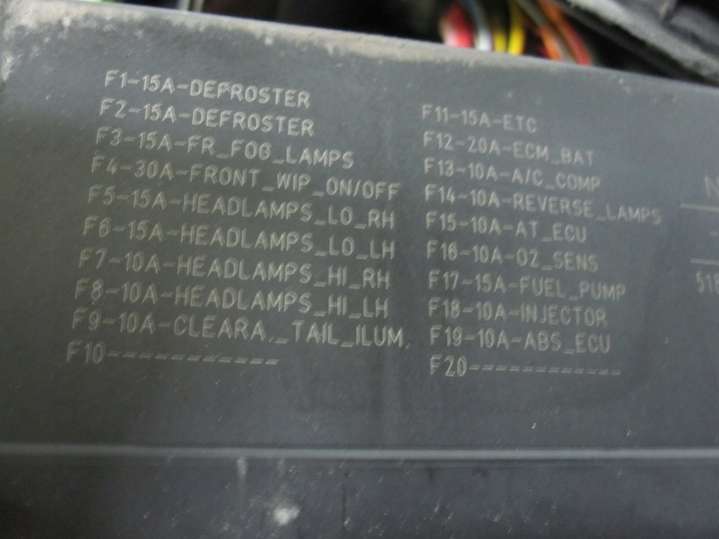 F1-15A-DEFROSTER
F2-15A-DEFROSTER
F3-15A-FR_FOG_LAMPS
F4-30A-FRONT_WIP_ON/OFF
F5-15A-HEADLAMPS_LO_RH
F6-15A-HEADLAMPS_LO_LH
F7-10A-HEADLAMPS_HI_RH
F8-10A-HEADLAMPS_HI_LH
F9-10A-CLEARA._TAIL_ILUM.
F10------------
F11-15A-ETC
F12-20A-ECM_BAT
F13-10A-A/C_COMP
F14-10A-REVERSE_LAMPS
F15-10A-AT_ECU
F16-10A-O2_SENS
F17-15A-FUEL_PUMP
F18-10A-INJECTOR
F19-10A-ABS_ECU
F20------------